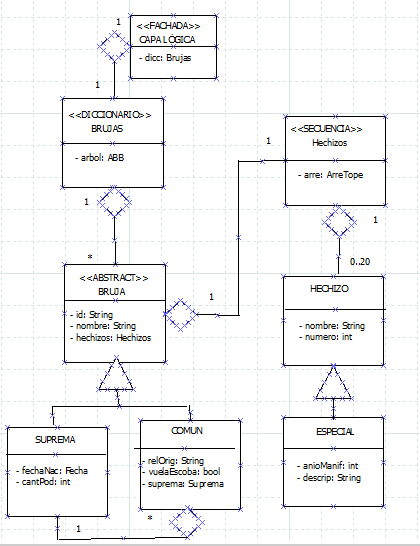 1
<<FACHADA>>
CAPA LÓGICA
- dicc: Brujas
1
<<DICCIONARIO>>
BRUJAS
- arbol: ABB
1
*
<<SECUENCIA>>
Hechizos
- arre: ArreTope
1
1
0..20
<<ABSTRACT>>
BRUJA
- id: String
- nombre: String
- hechizos: Hechizos
1
HECHIZO
- nombre: String
- numero: int
SUPREMA
- fechaNac: Fecha
- cantPod: int
1
COMUN
- relOrig: String
- vuelaEscoba: bool
- suprema: Suprema
*
ESPECIAL
- anioManif: int
- descrip: String